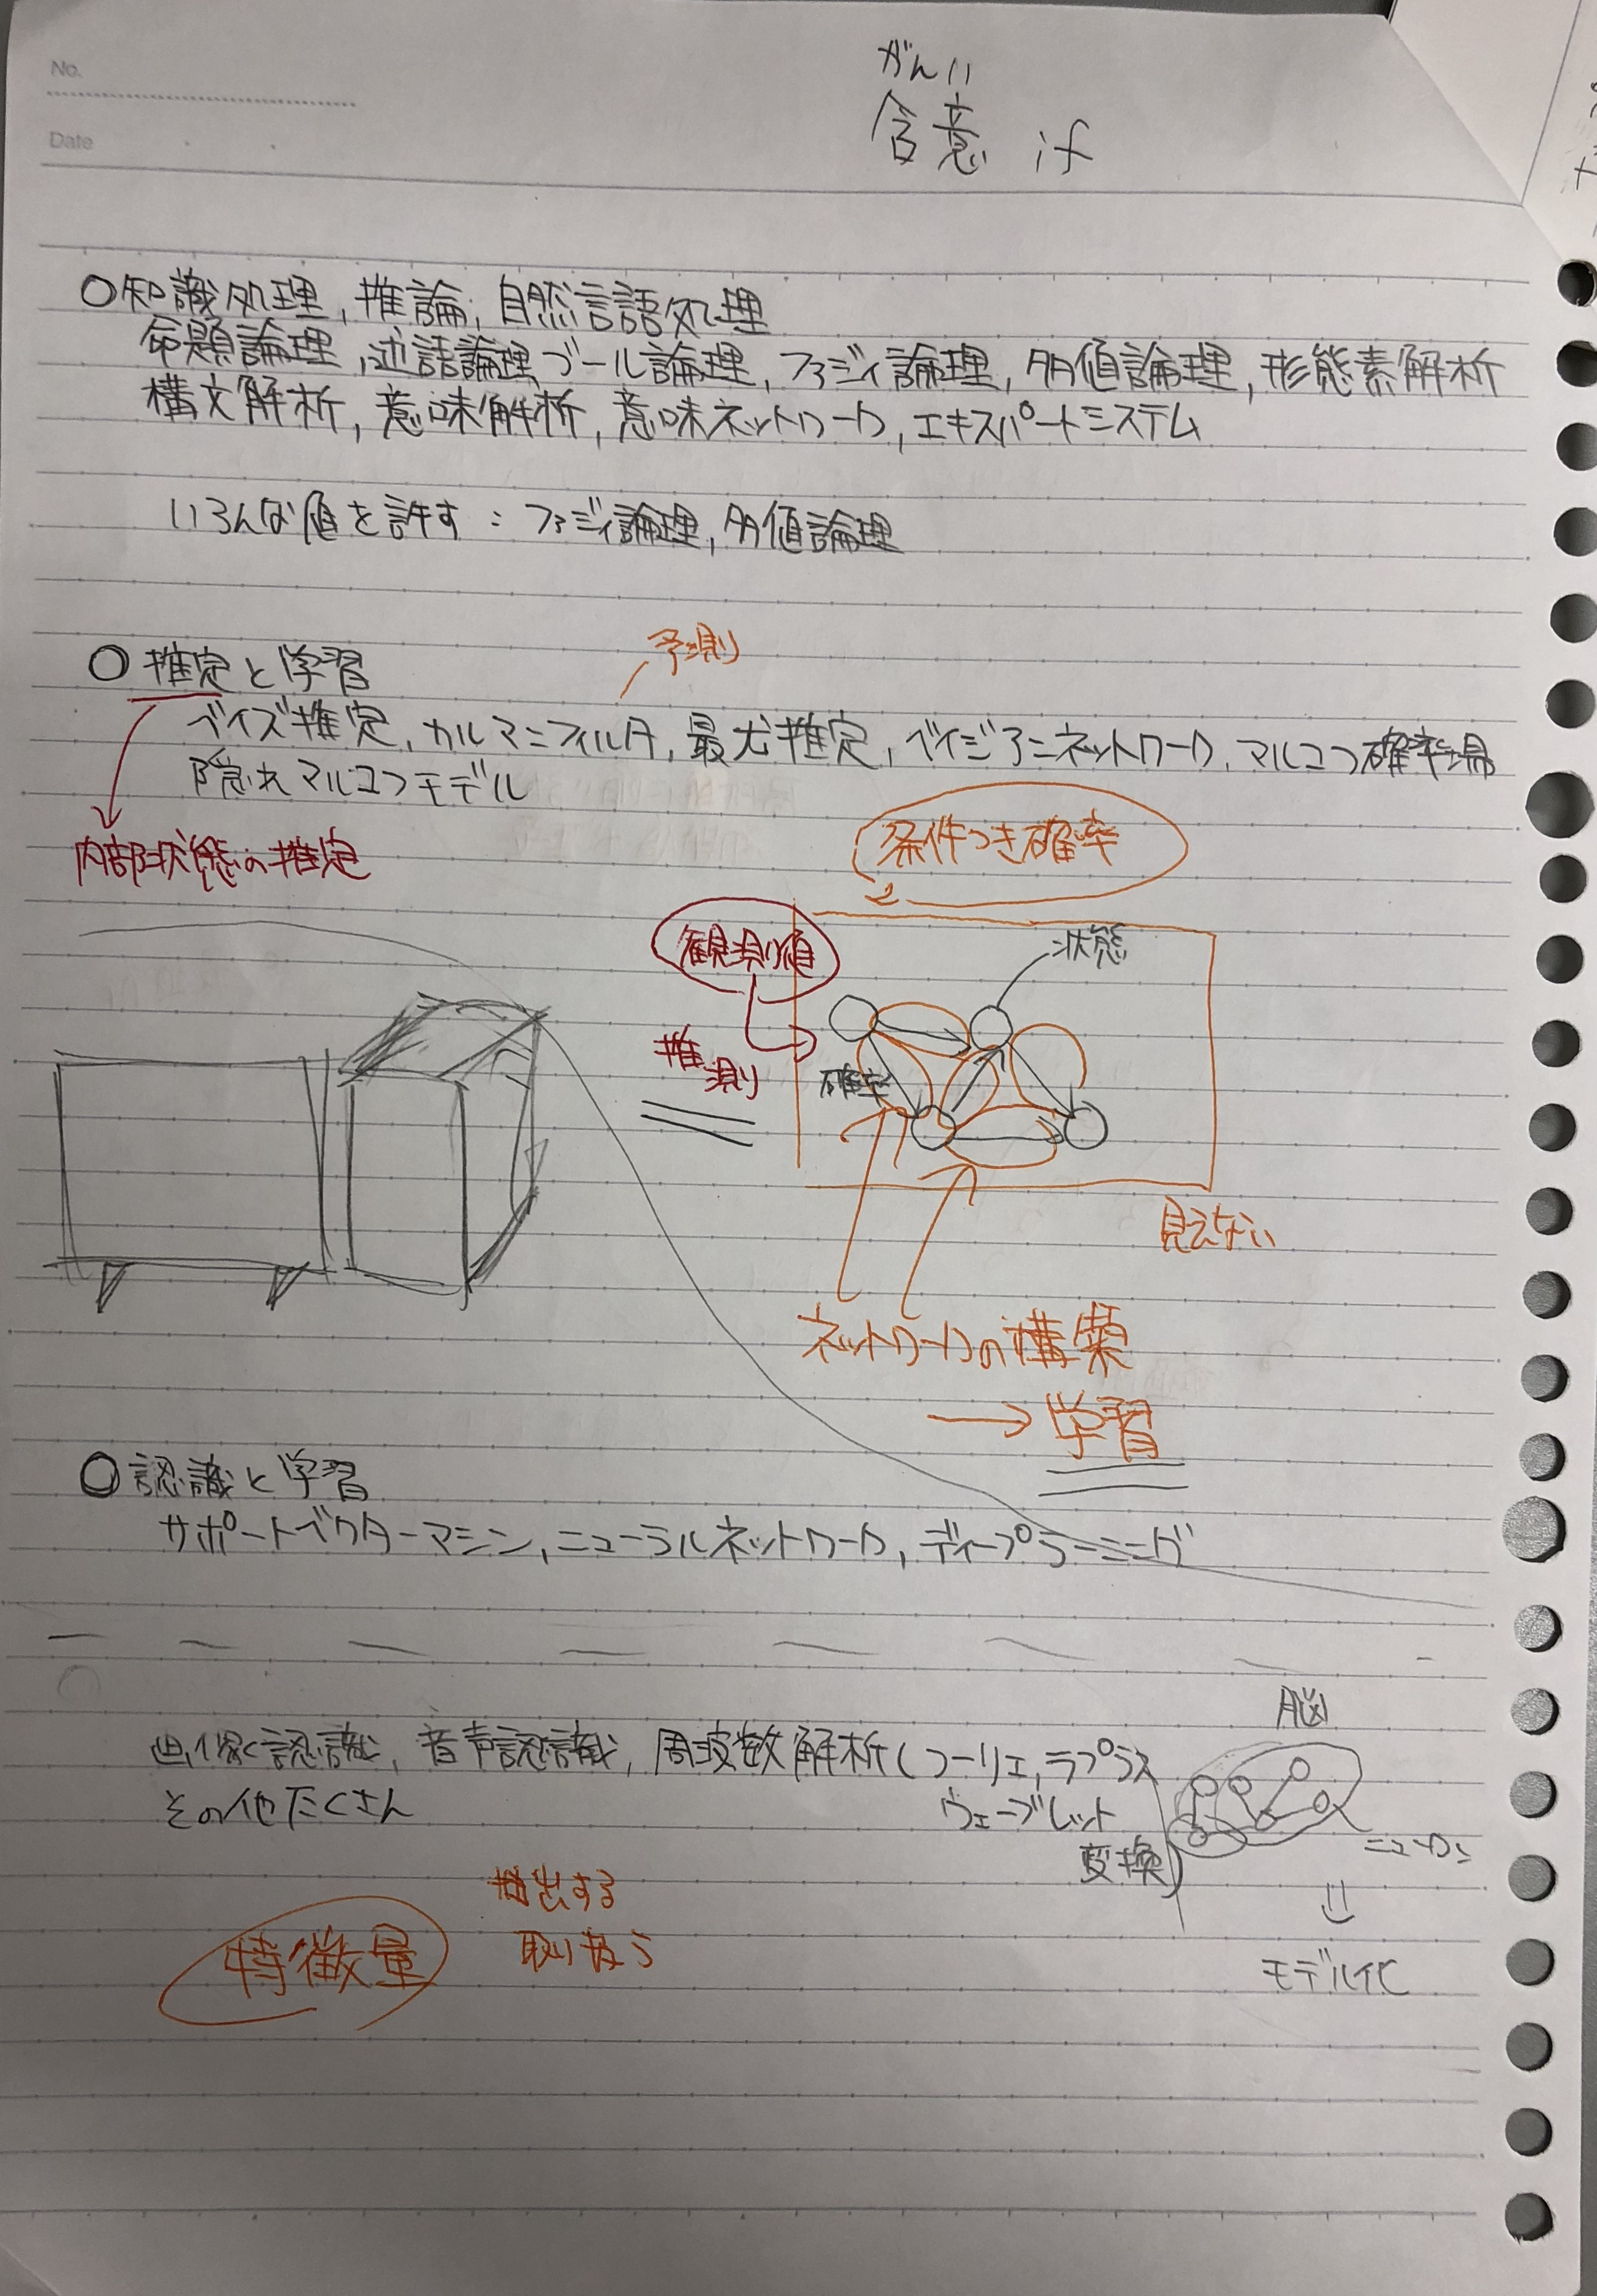 No.
Date
がんい
含意 if
○知識処理, 推論, 自然言語処理
命題論理, 述語論理 ブール論理, ファジィ論理, 多値論理, 形態素解析
構文解析, 意味解析, 意味ネットワーク, エキスパートシステム
いろんな値を許す : ファジィ論理, 多値論理
予測
○ 推定と学習
ベイズ推定, カルマンフィルタ, 最尤推定, ベイジアンネットワーク, マルコフ確率場
隠れマルコフモデル
内部状態の推定
条件つき確率
観測値
状態
推測
確率
見えない
ネットワークの構築
→ 学習
○ 認識と学習
サポートベクターマシン, ニューラルネットワーク, ディープラーニング
脳
画像認識, 音声認識, 周波数解析(フーリエ, ラプラス
その他たくさん
ウェーブレット
変換)
ニューロン
⇓
モデル化
抽出する
特徴量
取り扱う